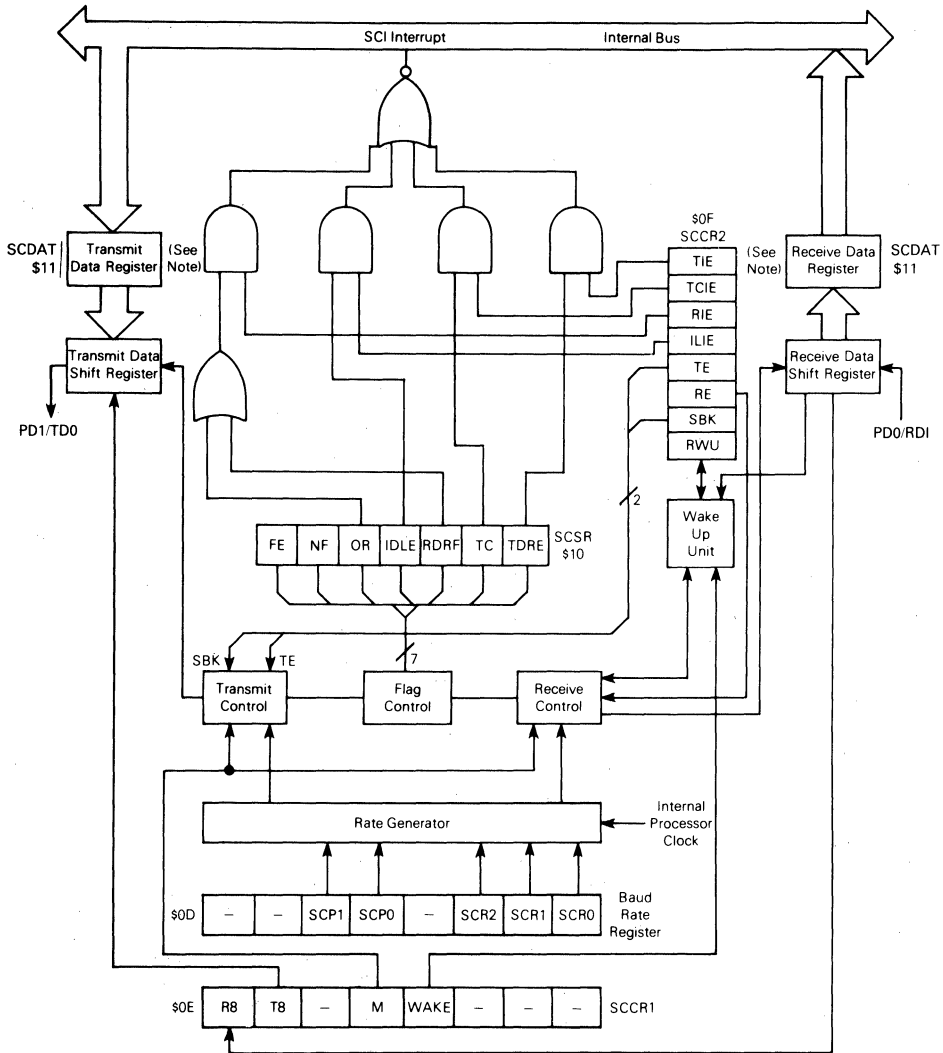 SCI Interrupt Internal Bus
$0F
SCCR2
SCDAT
$11
Transmit
Data Register
(See
Note)
TIE
TCIE
RIE
ILIE
TE
RE
SBK
RWU
(See
Note)
Receive Data
Register
SCDAT
$11
Transmit Data
Shift Register
Receive Data
Shift Register
PD1/TD0
PD0/RDI
2
Wake
Up
Unit
FE NF OR IDLE RDRF TC TDRE
SCSR
$10
7
SBK TE
Transmit
Control
Flag
Control
Receive
Control
Rate Generator
Internal
Processor
Clock
$0D – – SCP1 SCP0 – SCR2 SCR1 SCR0
Baud
Rate
Register
$0E R8 T8 – M WAKE – – – SCCR1